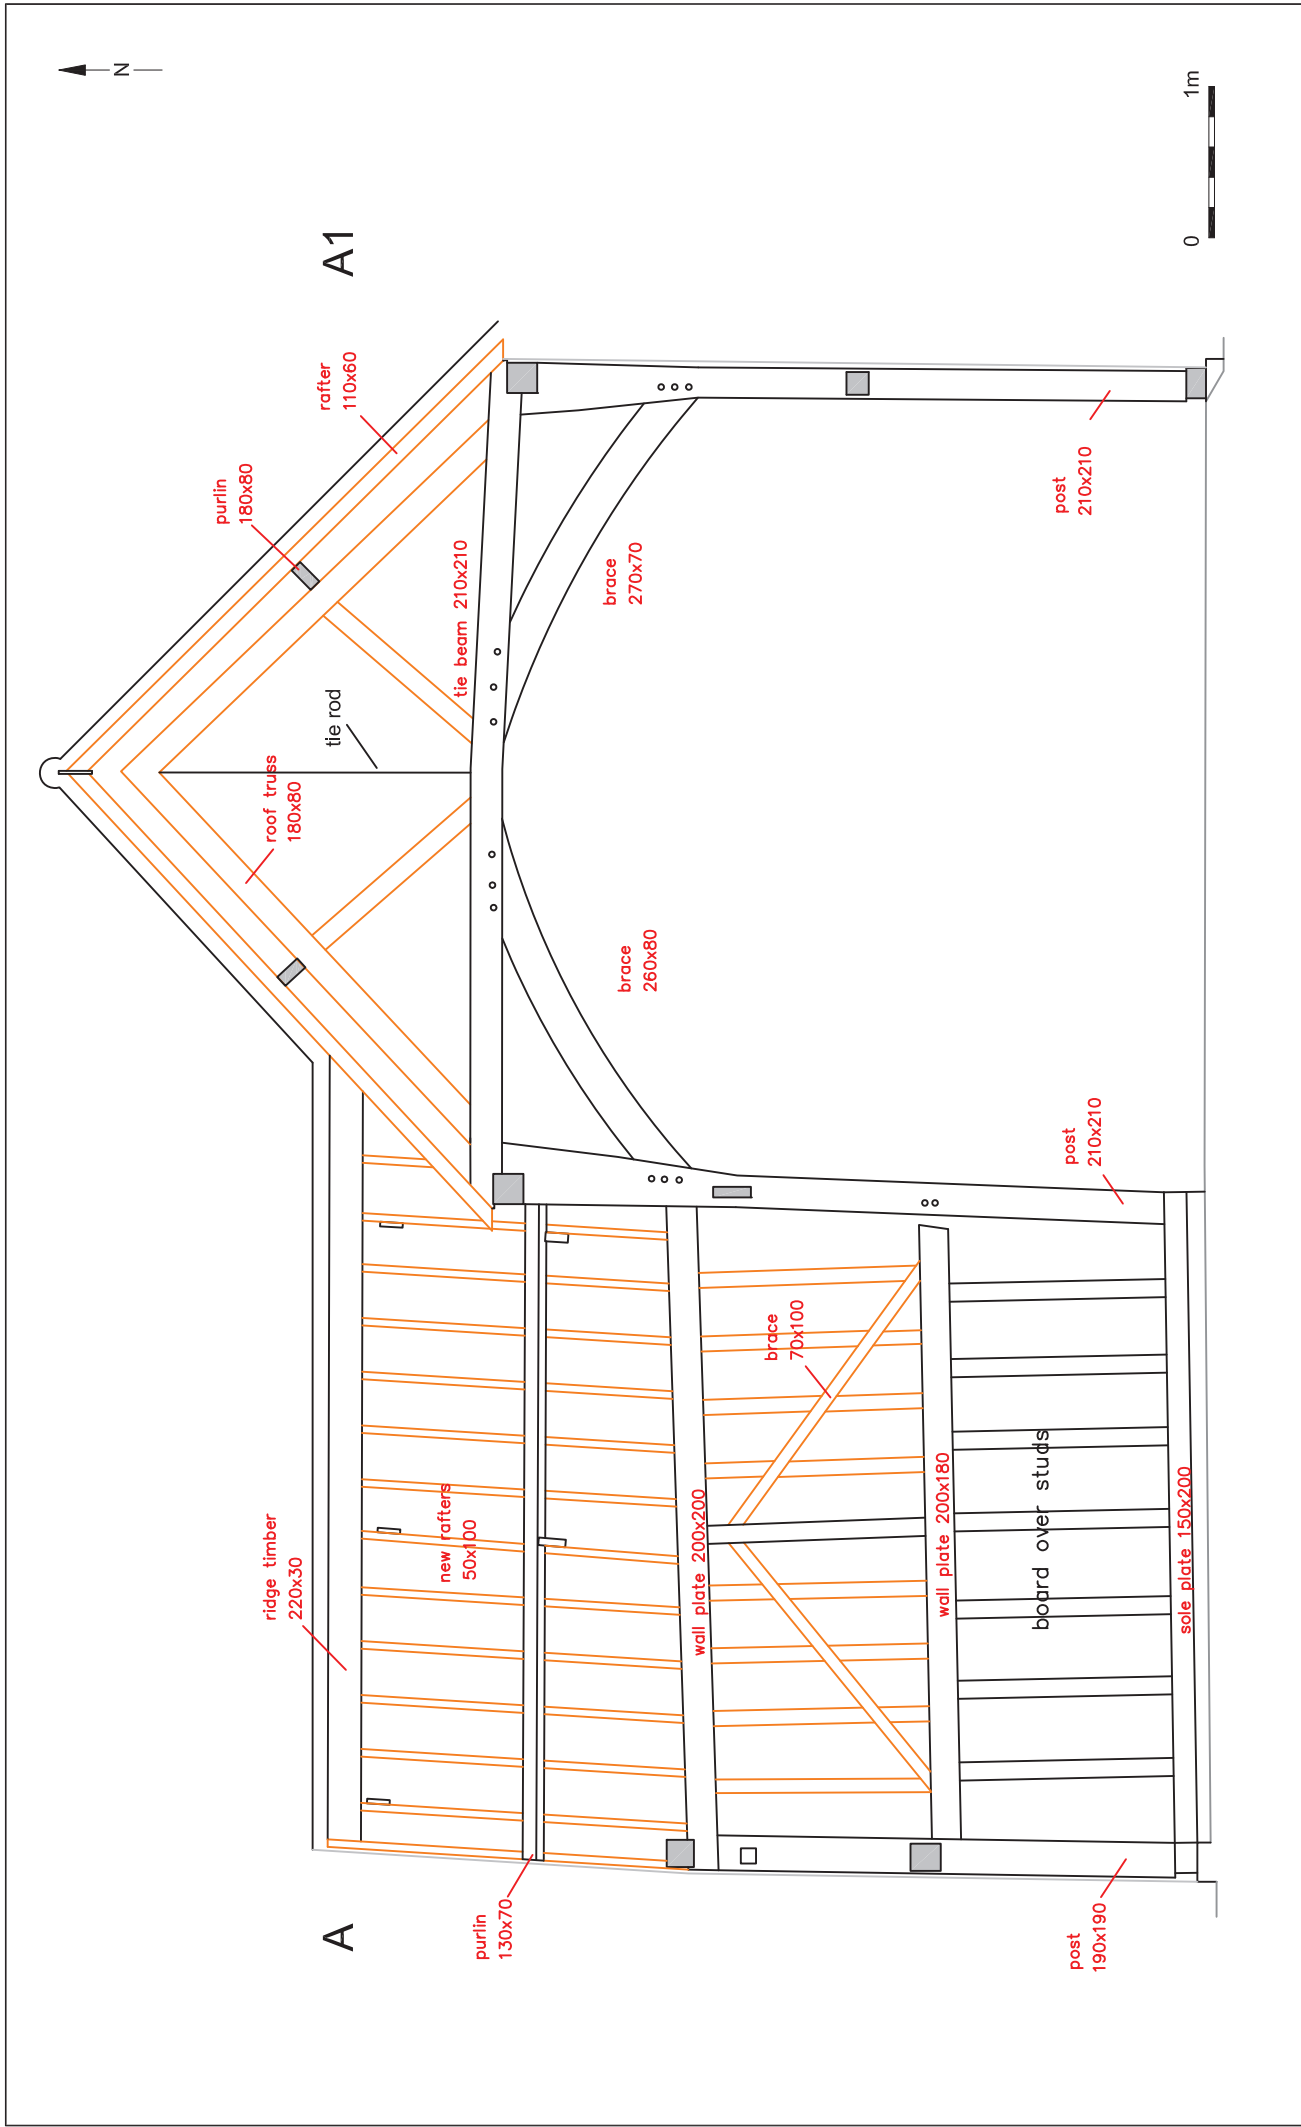 N
A1
rafter
110x60
purlin
180x80
tie rod
roof truss
180x80
tie beam 210x210
brace
270x70
brace
260x80
post
210x210
post
210x210
0
1m
ridge timber
220x30
new rafters
50x100
brace
70x100
wall plate 200x200
wall plate 200x180
board over studs
sole plate 150x200
A
purlin
130x70
post
190x190